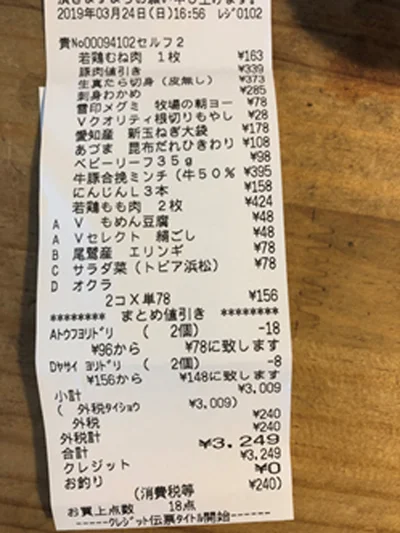 2019年03月24日(日)16:56 ﾚｼﾞ0102
責No00094102セルフ2
若鶏むね肉 1枚 ¥163
豚肉値引き ¥339
生真たら切身(皮無し) ¥373
刺身わかめ ¥285
雪印メグミ 牧場の朝ヨー ¥78
Vクオリティ根切りもやし ¥28
愛知産 新玉ねぎ大袋 ¥178
あづま 昆布だれひきわり ¥108
ベビーリーフ35g ¥98
牛豚合挽ミンチ(牛50% ¥395
にんじんL3本 ¥158
若鶏もも肉 2枚 ¥424
A V もめん豆腐 ¥48
A Vセレクト 絹ごし ¥48
B 尾鷲産 エリンギ ¥78
C サラダ菜(トピア浜松) ¥78
D オクラ
2コX単78 ¥156
******** まとめ値引き ********
Aﾄｳﾌﾖﾘﾄﾞﾘ ( 2個) -18
¥96から ¥78に致します
Dﾔｻｲ ﾖﾘﾄﾞﾘ ( 2個) -8
¥156から ¥148に致します
小計 ¥3,009
( 外税ﾀｲｼｮｳ ¥3,009)
外税 ¥240
外税計 ¥240
合計 ¥3,249
クレジット ¥3,249
お釣り ¥0
(消費税等 ¥240)
お買上点数 18点
-----ｸﾚｼﾞｯﾄ伝票ﾀｲﾄﾙ開始-----